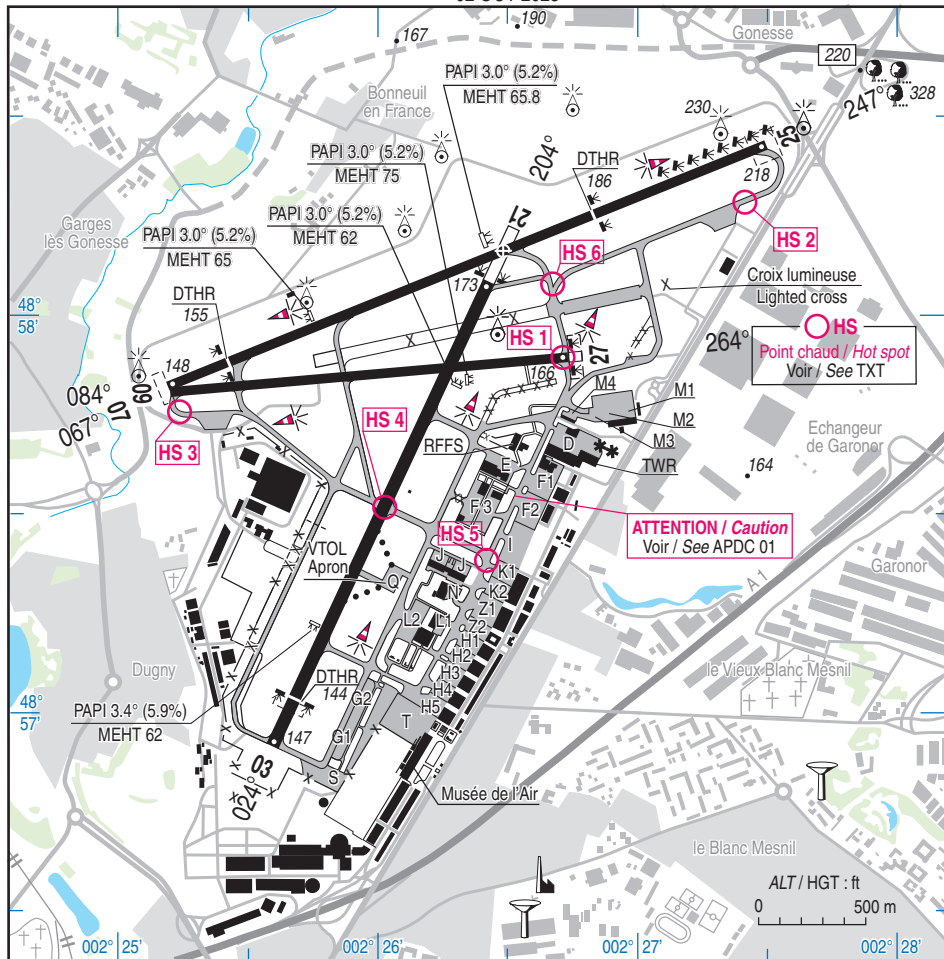 190
167
Gonesse
220
328
247°
PAPI 3.0° (5.2%)
MEHT 65.8
Bonneuil
en France
230
25
204°
DTHR
186
218
PAPI 3.0° (5.2%)
MEHT 75
21
HS 2
Garges
lès Gonesse
PAPI 3.0° (5.2%)
MEHT 62
PAPI 3.0° (5.2%)
MEHT 65
HS 6
173
Croix lumineuse
Lighted cross
DTHR
155
48°
58'
HS 1
27
264°
HS
Point chaud / Hot spot
Voir / See TXT
148
166
084°
067°
09
07
HS 3
HS 4
M4
M1
M2
M3
RFFS
D
TWR
Echangeur
de Garonor
164
E
F1
F3
F2
ATTENTION / Caution
Voir / See APDC 01
HS 5
I
VTOL
Apron
J
J
K1
Q
N
K2
Z1
L2
L1
Z2
H1
H2
H3
H4
H5
A 1
Garonor
Dugny
le Vieux Blanc Mesnil
DTHR
144
G2
48°
57'
PAPI 3.4° (5.9%)
MEHT 62
T
147
G1
S
03
024°
Musée de l'Air
le Blanc Mesnil
ALT / HGT : ft
0 500 m
002° 25'
002° 26'
002° 27'
002° 28'